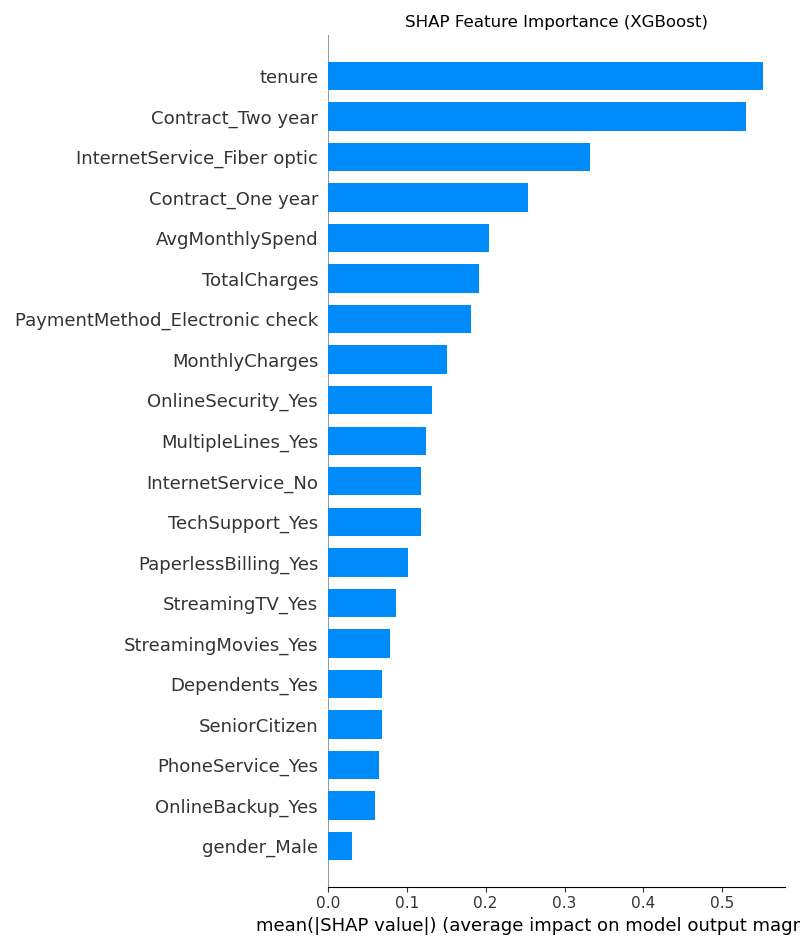 SHAP Feature Importance (XGBoost)
tenure
Contract_Two year
InternetService_Fiber optic
Contract_One year
AvgMonthlySpend
TotalCharges
PaymentMethod_Electronic check
MonthlyCharges
OnlineSecurity_Yes
MultipleLines_Yes
InternetService_No
TechSupport_Yes
PaperlessBilling_Yes
StreamingTV_Yes
StreamingMovies_Yes
Dependents_Yes
SeniorCitizen
PhoneService_Yes
OnlineBackup_Yes
gender_Male
0.0 0.1 0.2 0.3 0.4 0.5
mean(|SHAP value|) (average impact on model output magr